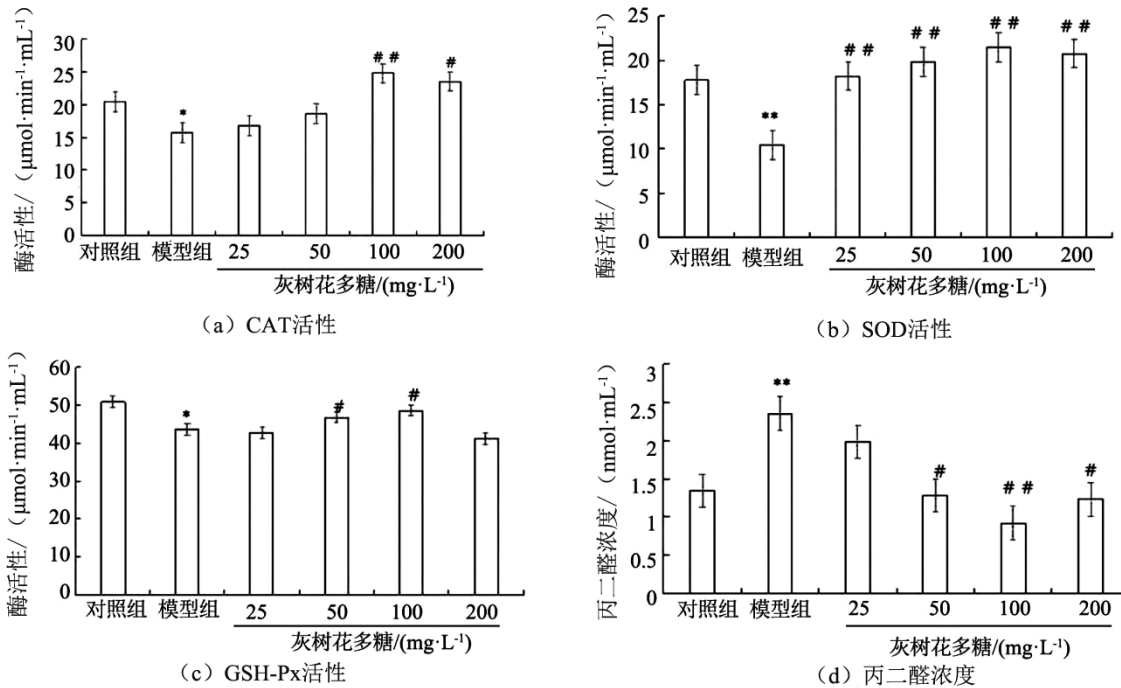 (a)
酶活性/(μmol·min⁻¹·mL⁻¹)
30
25
20
15
10
5
0
*
# #
#
对照组 模型组 25 50 100 200
灰树花多糖/(mg·L⁻¹)
(a) CAT活性
酶活性/(μmol·min⁻¹·mL⁻¹)
25
20
15
10
5
0
**
# #
# #
# #
# #
对照组 模型组 25 50 100 200
灰树花多糖/(mg·L⁻¹)
(b) SOD活性
酶活性/(μmol·min⁻¹·mL⁻¹)
60
50
40
30
20
10
0
*
#
#
对照组 模型组 25 50 100 200
灰树花多糖/(mg·L⁻¹)
(c) GSH-Px活性
丙二醛浓度/(nmol·mL⁻¹)
3
2.5
2
1.5
1
0.5
0
**
#
# #
#
对照组 模型组 25 50 100 200
灰树花多糖/(mg·L⁻¹)
(d) 丙二醛浓度